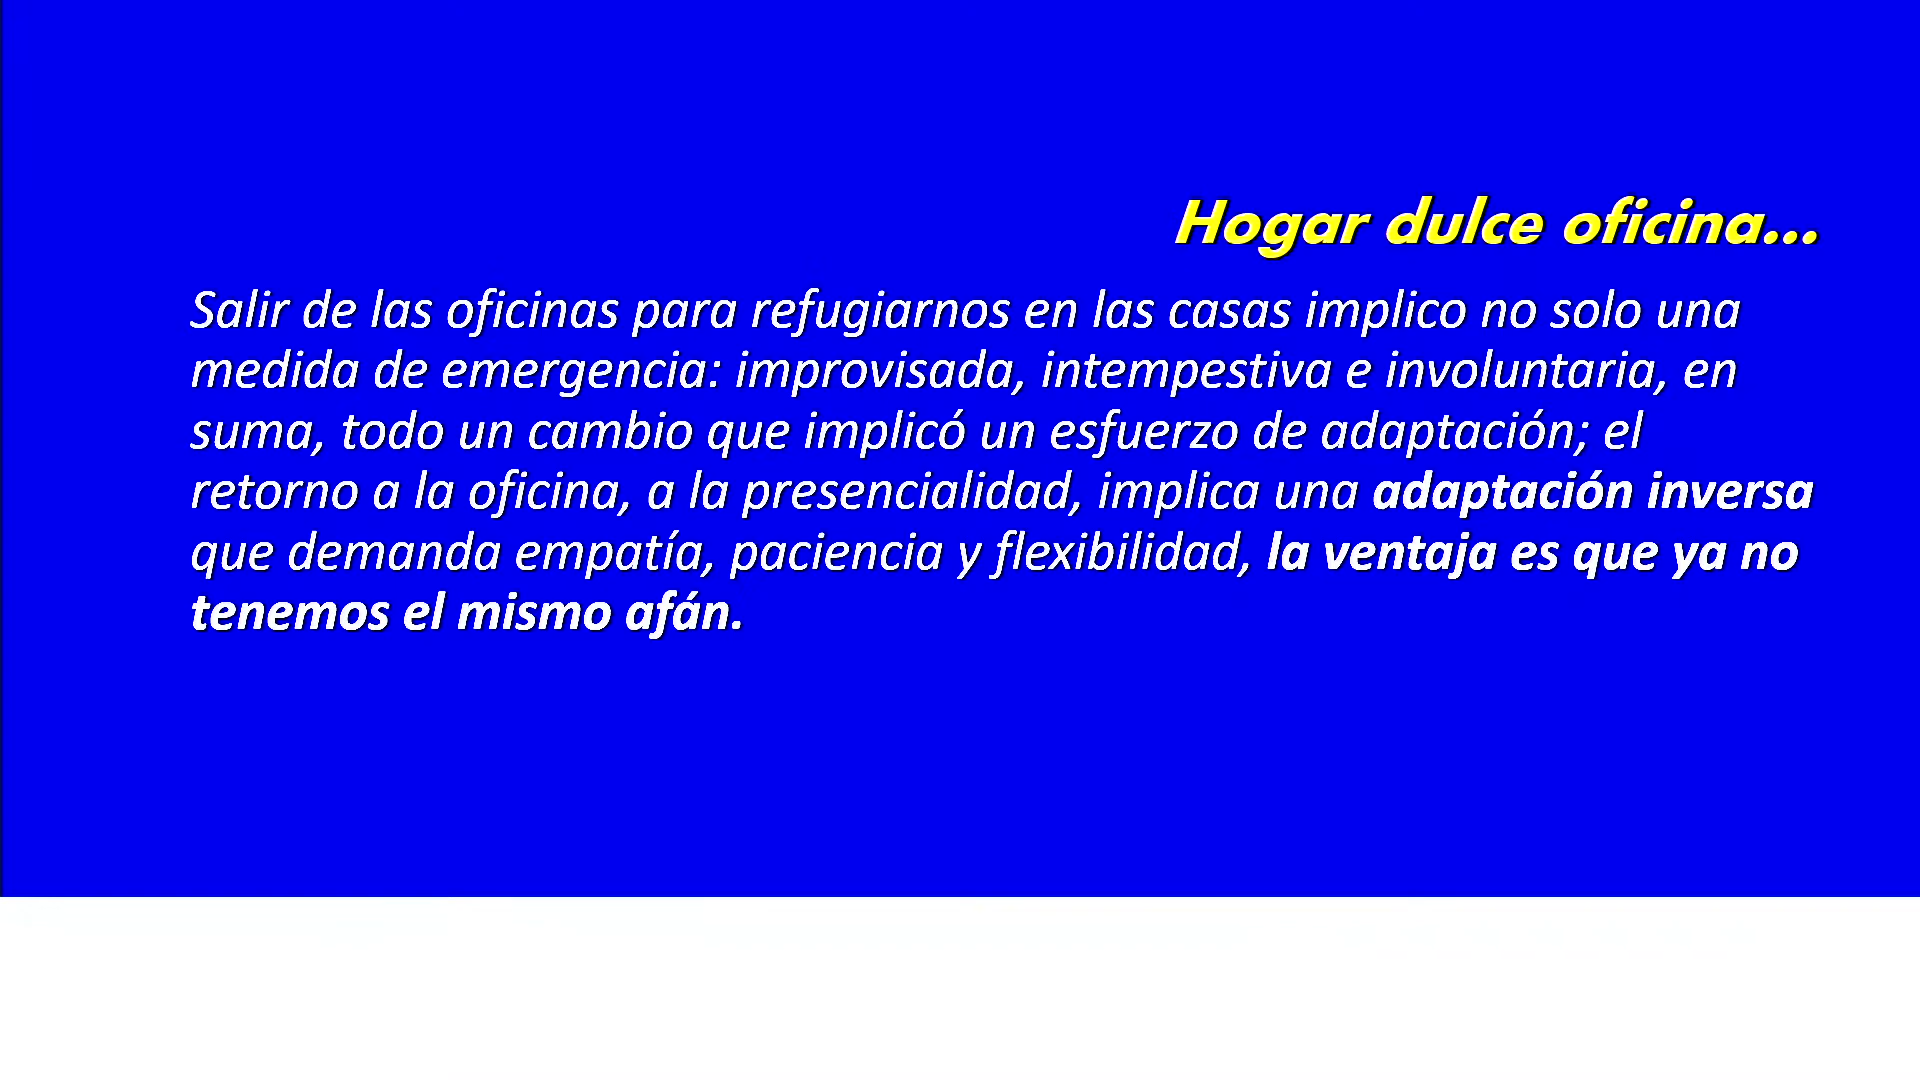 Hogar dulce oficina...
Salir de las oficinas para refugiarnos en las casas implico no solo una
medida de emergencia: improvisada, intempestiva e involuntaria, en
suma, todo un cambio que implicó un esfuerzo de adaptación; el
retorno a la oficina, a la presencialidad, implica una adaptación inversa
que demanda empatía, paciencia y flexibilidad, la ventaja es que ya no
tenemos el mismo afán.